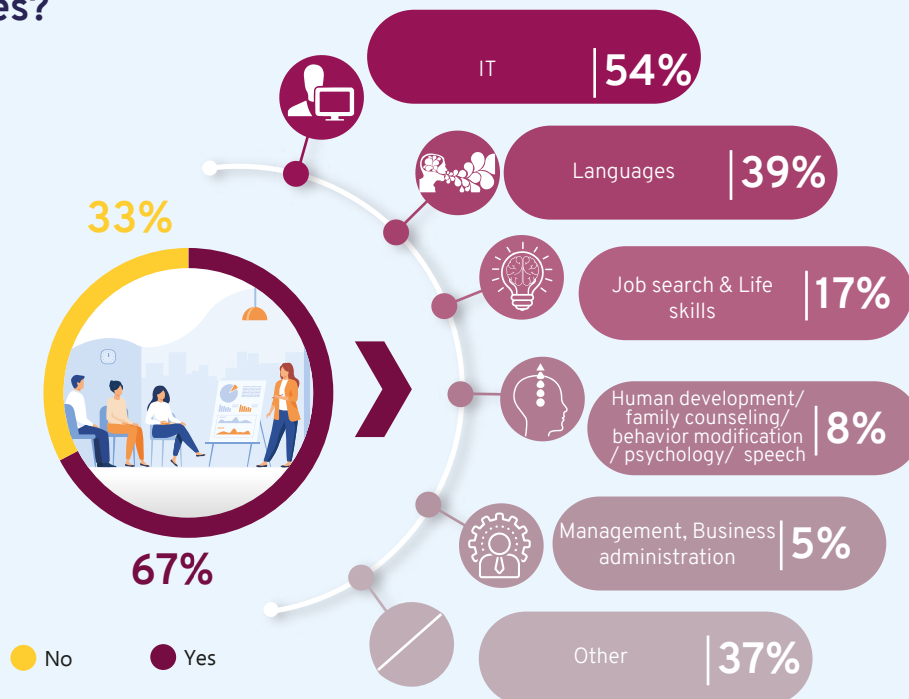 es?
IT
54%
Languages
39%
33%
Job search & Life
skills
17%
Human development/
family counseling/
behavior modification
/ psychology/ speech
8%
Management, Business
administration
5%
67%
Other
37%
No
Yes